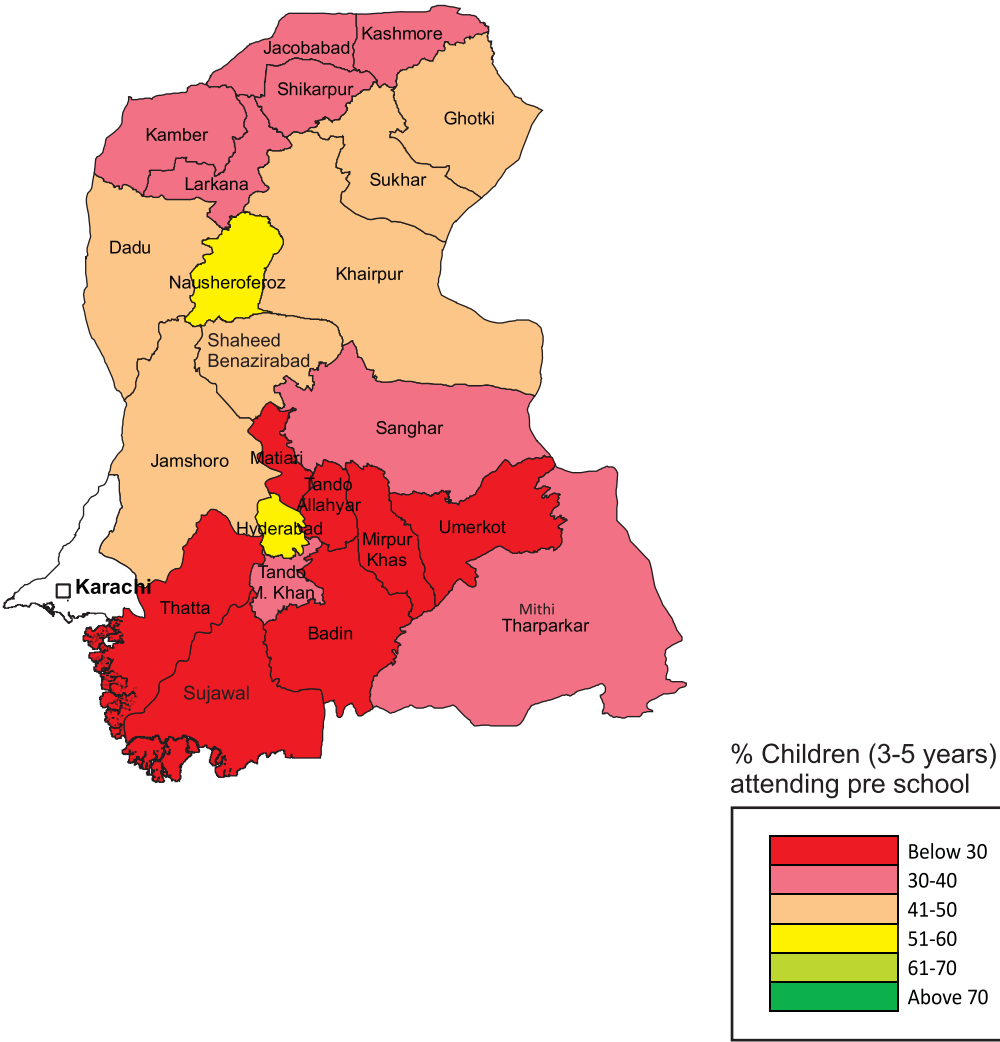 Kashmore
Jacobabad
Shikarpur
Ghotki
Kamber
Sukhar
Larkana
Dadu
Khairpur
Nausheroferoz
Shaheed
Benazirabad
Sanghar
Matiari
Jamshoro
Tando
Allahyar
Hyderabad
Umerkot
Mirpur
Khas
Tando
M. Khan
Karachi
Thatta
Mithi
Tharparkar
Badin
Sujawal
% Children (3-5 years)
attending pre school
Below 30
30-40
41-50
51-60
61-70
Above 70